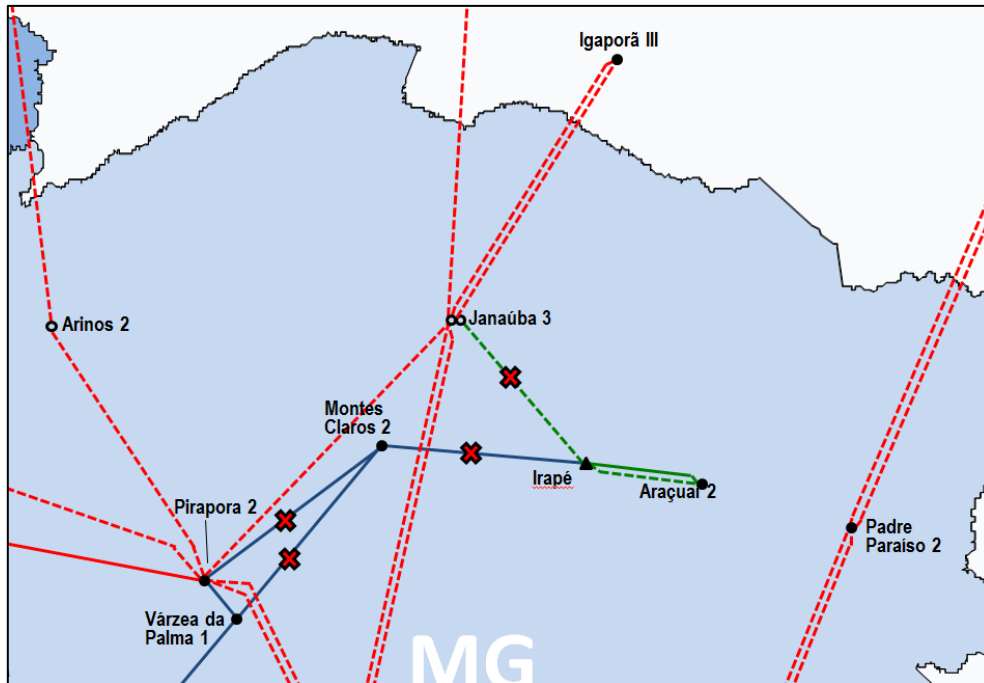 Igaporã III
Arinos 2
Janaúba 3
Montes
Claros 2
Irapé
Araçuaí 2
Pirapora 2
Padre
Paraíso 2
Várzea da
Palma 1
MG